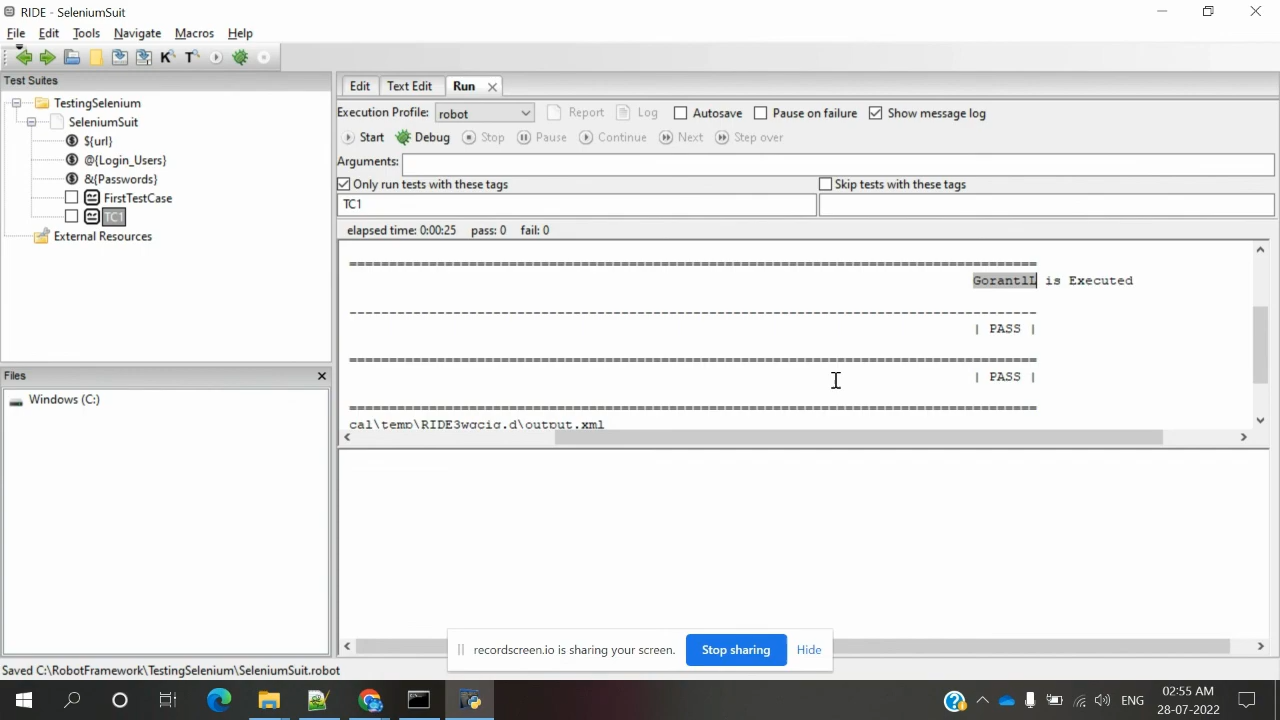 RIDE - SeleniumSuit
File Edit Tools Navigate Macros Help
Test Suites
TestingSelenium
SeleniumSuit
${url}
@{Login_Users}
&{Passwords}
FirstTestCase
TC1
External Resources
Files
Windows (C:)
Edit Text Edit Run
Execution Profile: robot Report Log Autosave Pause on failure Show message log
Start Debug Stop Pause Continue Next Step over
Arguments:
Only run tests with these tags Skip tests with these tags
TC1
elapsed time: 0:00:25 pass: 0 fail: 0
==============================================================================
GorantlL is Executed
------------------------------------------------------------------------------
| PASS |
==============================================================================
| PASS |
==============================================================================
cal\temp\RIDE3wgcig.d\output.xml
recordscreen.io is sharing your screen. Stop sharing Hide
Saved C:\RobotFramework\TestingSelenium\SeleniumSuit.robot
ENG
02:55 AM
28-07-2022